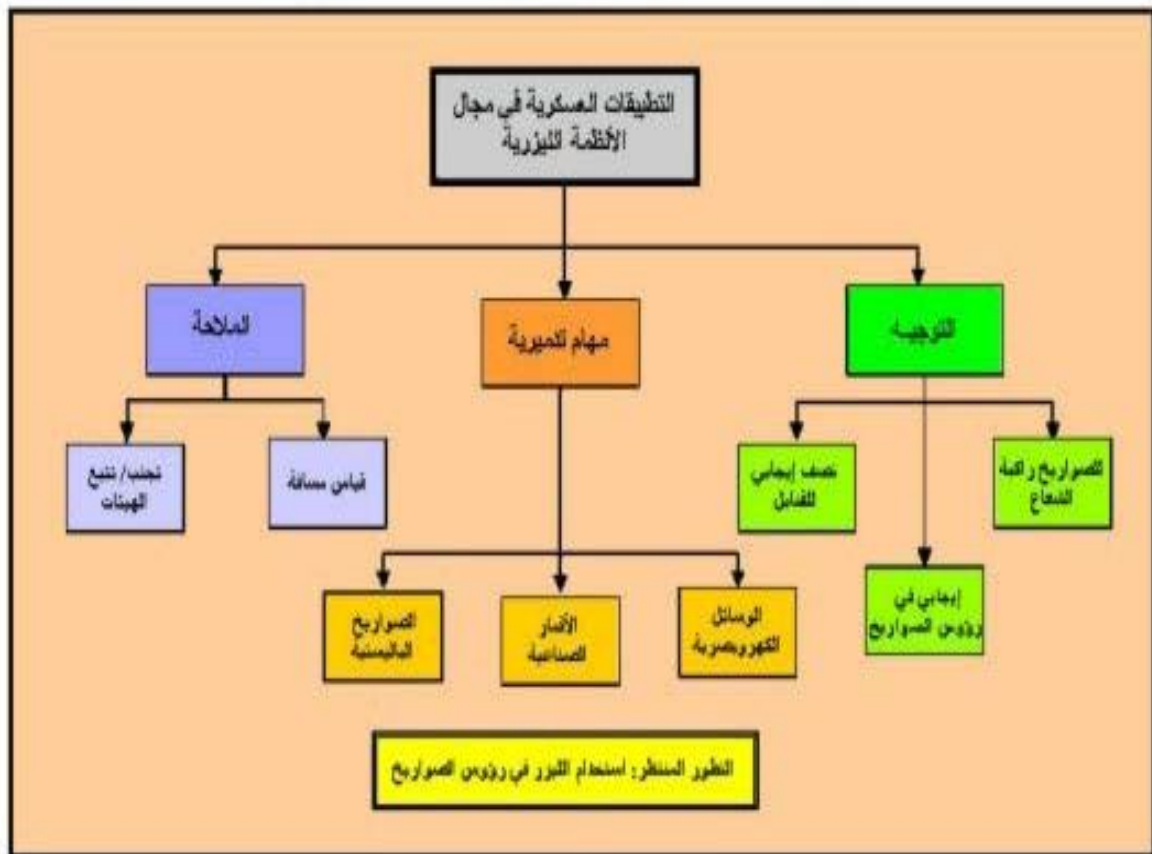 التطبيقات العسكرية في مجال
الأنظمة الليزرية
التوجيه
مهام تدميرية
الملاحة
للصواريخ راكبة
الشعاع
نصف إيجابي
للقنابل
إيجابي في
رؤوس الصواريخ
الوسائل
الكهروبصرية
الأقمار
الصناعية
الصواريخ
الباليستية
قياس مسافة
تجنب/ تتبع
الهيئات
التطور المنتظر: استخدام الليزر في رؤوس الصواريخ